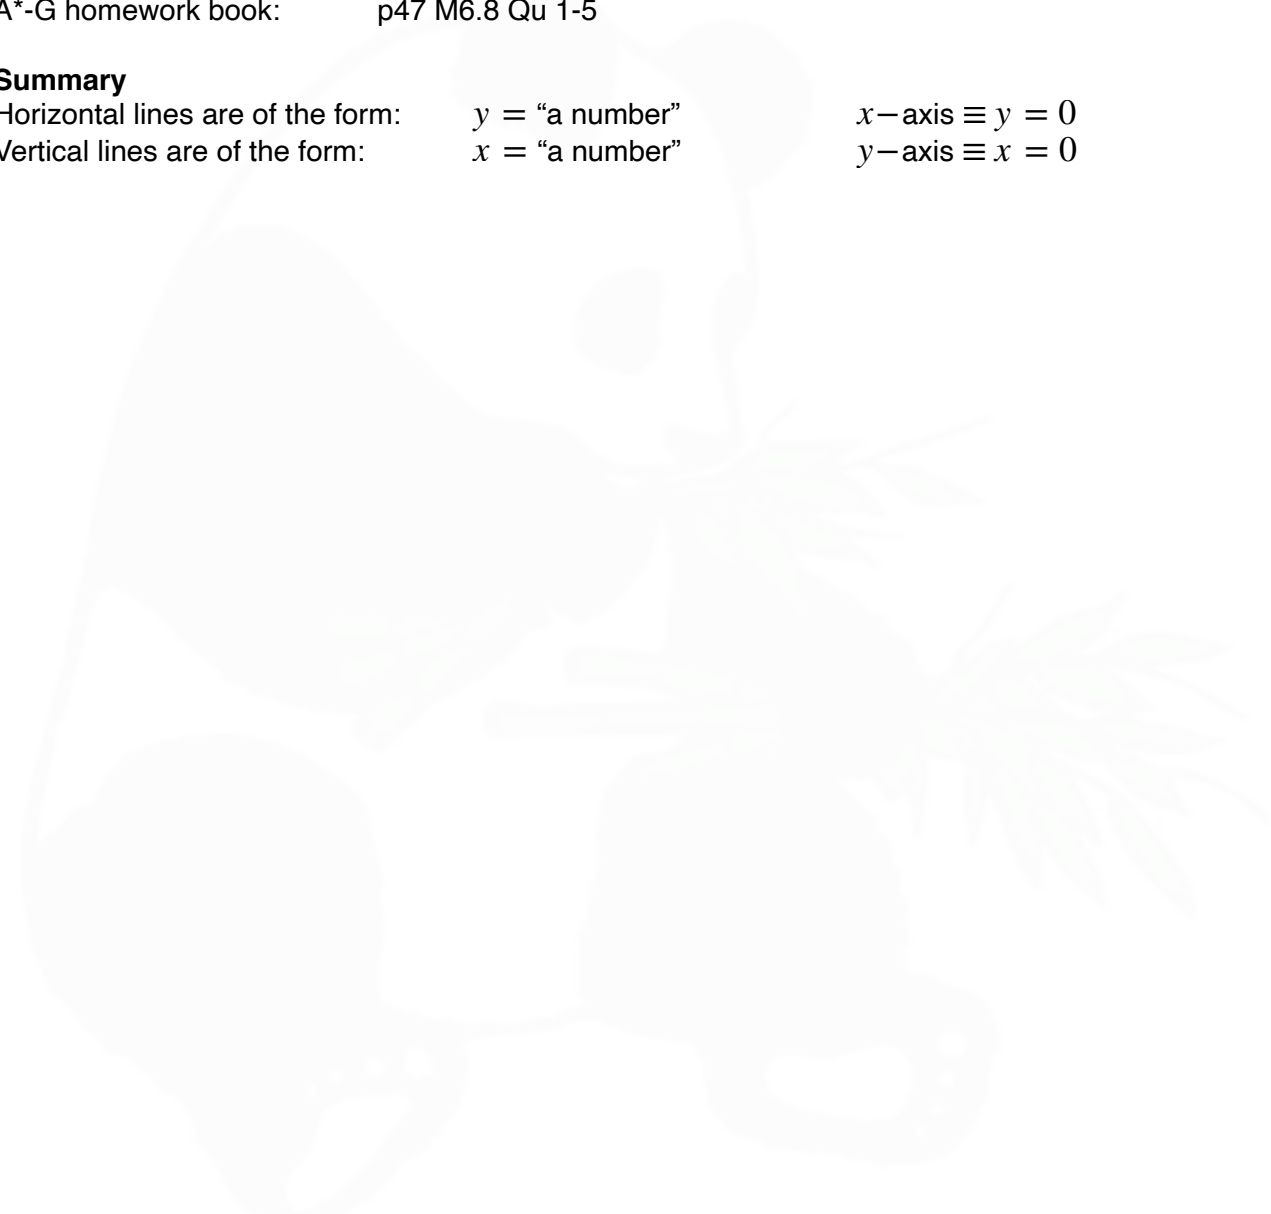 A*-G homework book: p47 M6.8 Qu 1-5
Summary
Horizontal lines are of the form: y = “a number” x−axis ≡ y = 0
Vertical lines are of the form: x = “a number” y−axis ≡ x = 0